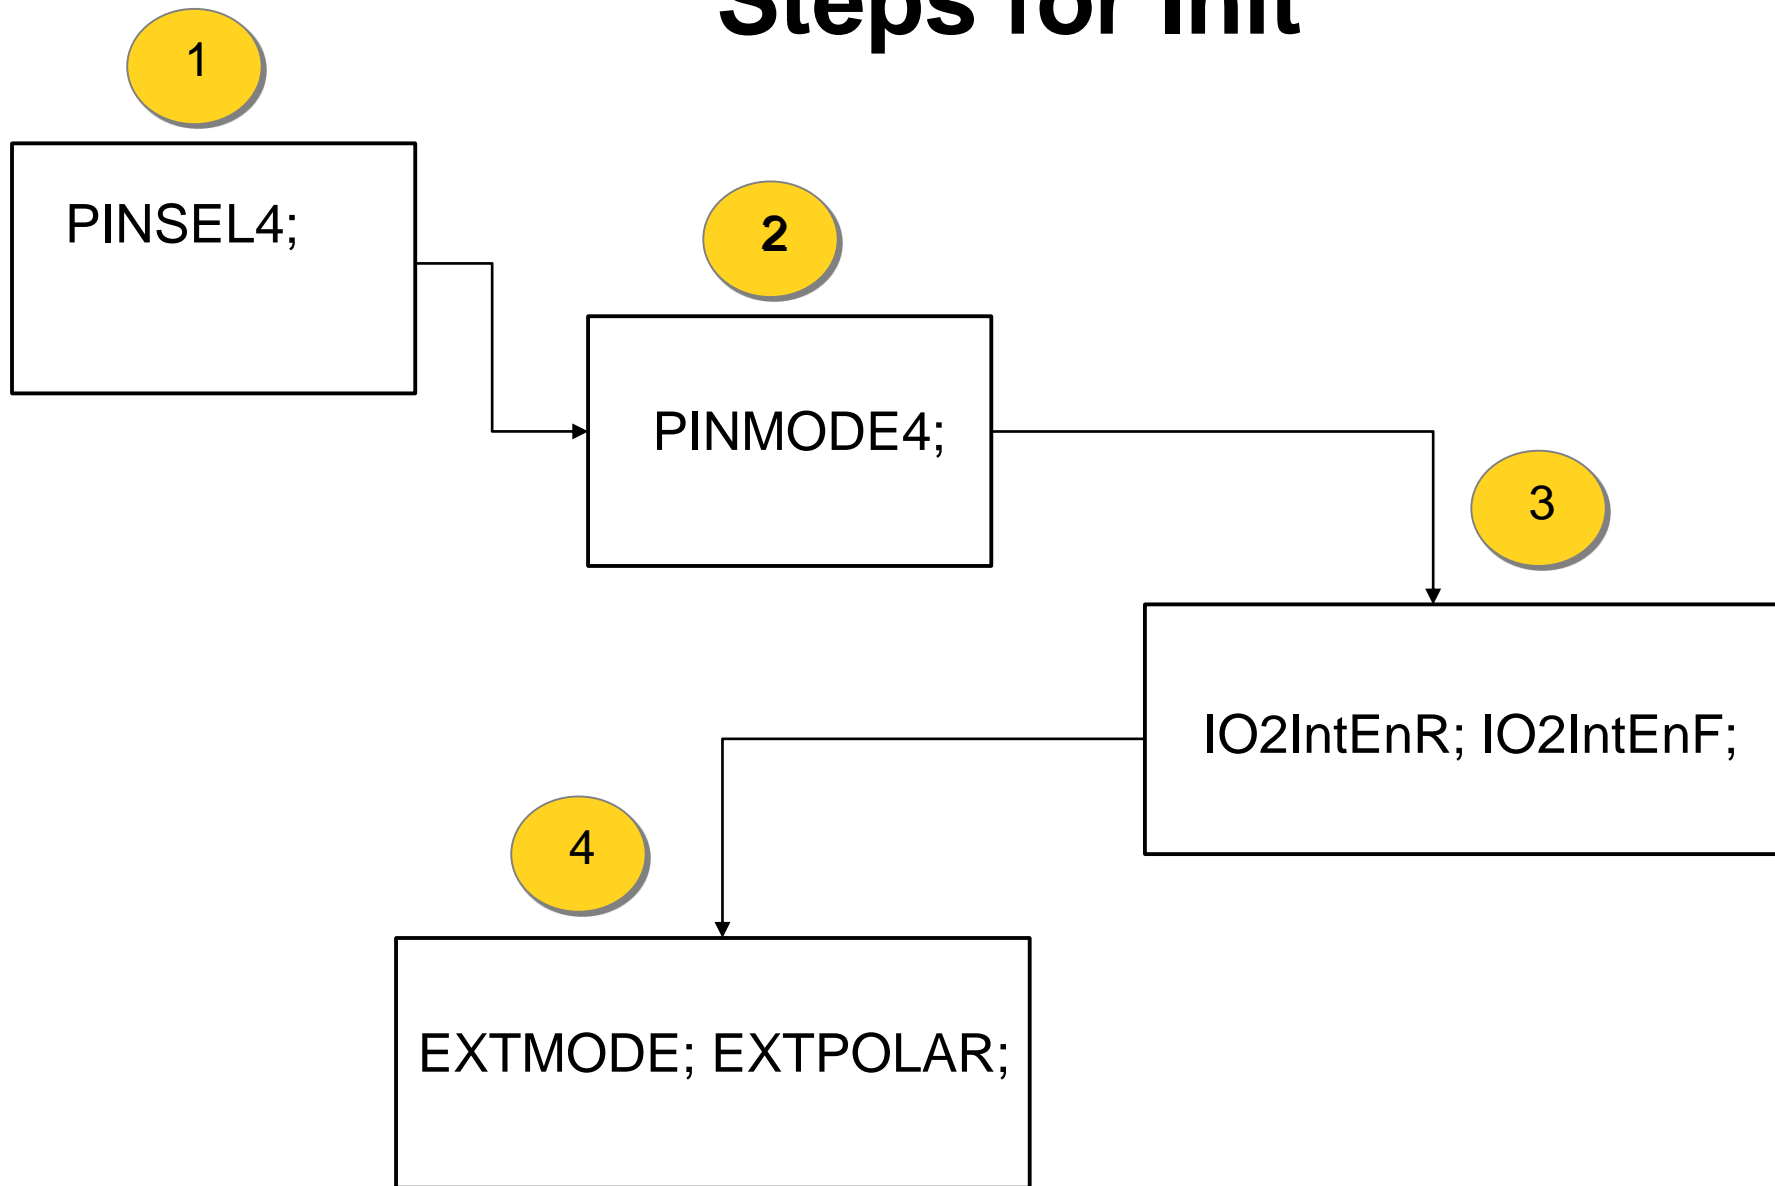 Steps for Init
1
PINSEL4;
2
PINMODE4;
3
IO2IntEnR; IO2IntEnF;
4
EXTMODE; EXTPOLAR;